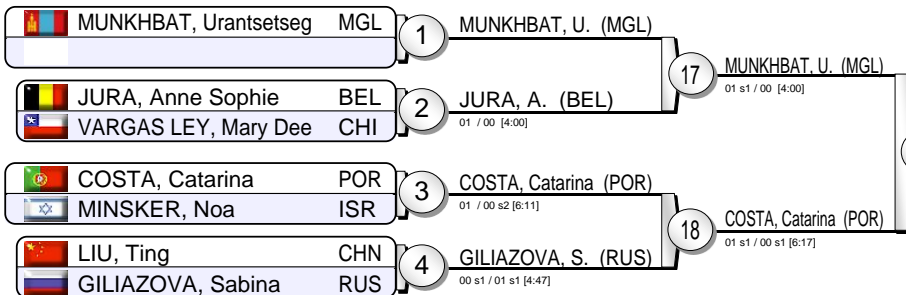 MUNKHBAT, Urantsetseg MGL
1
MUNKHBAT, U. (MGL)
17
MUNKHBAT, U. (MGL)
01 s1 / 00 [4:00]
JURA, Anne Sophie BEL
VARGAS LEY, Mary Dee CHI
2
JURA, A. (BEL)
01 / 00 [4:00]
COSTA, Catarina POR
MINSKER, Noa ISR
3
COSTA, Catarina (POR)
01 / 00 s2 [6:11]
18
COSTA, Catarina (POR)
01 s1 / 00 s1 [6:17]
LIU, Ting CHN
GILIAZOVA, Sabina RUS
4
GILIAZOVA, S. (RUS)
00 s1 / 01 s1 [4:47]